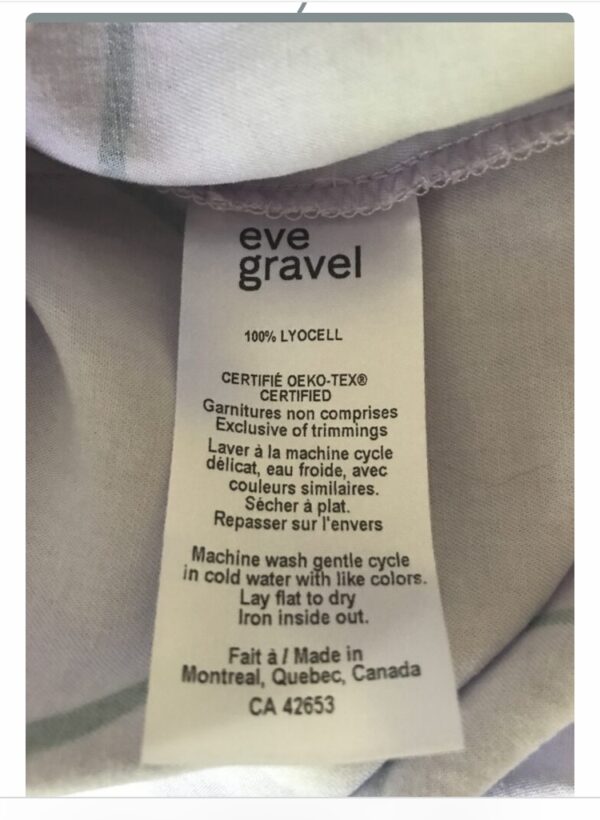 eve
gravel
100% LYOCELL
CERTIFIÉ OEKO-TEX®
CERTIFIED
Garnitures non comprises
Exclusive of trimmings
Laver à la machine cycle
délicat, eau froide, avec
couleurs similaires.
Sécher à plat.
Repasser sur l'envers
Machine wash gentle cycle
in cold water with like colors.
Lay flat to dry
Iron inside out.
Fait à / Made in
Montreal, Quebec, Canada
CA 42653